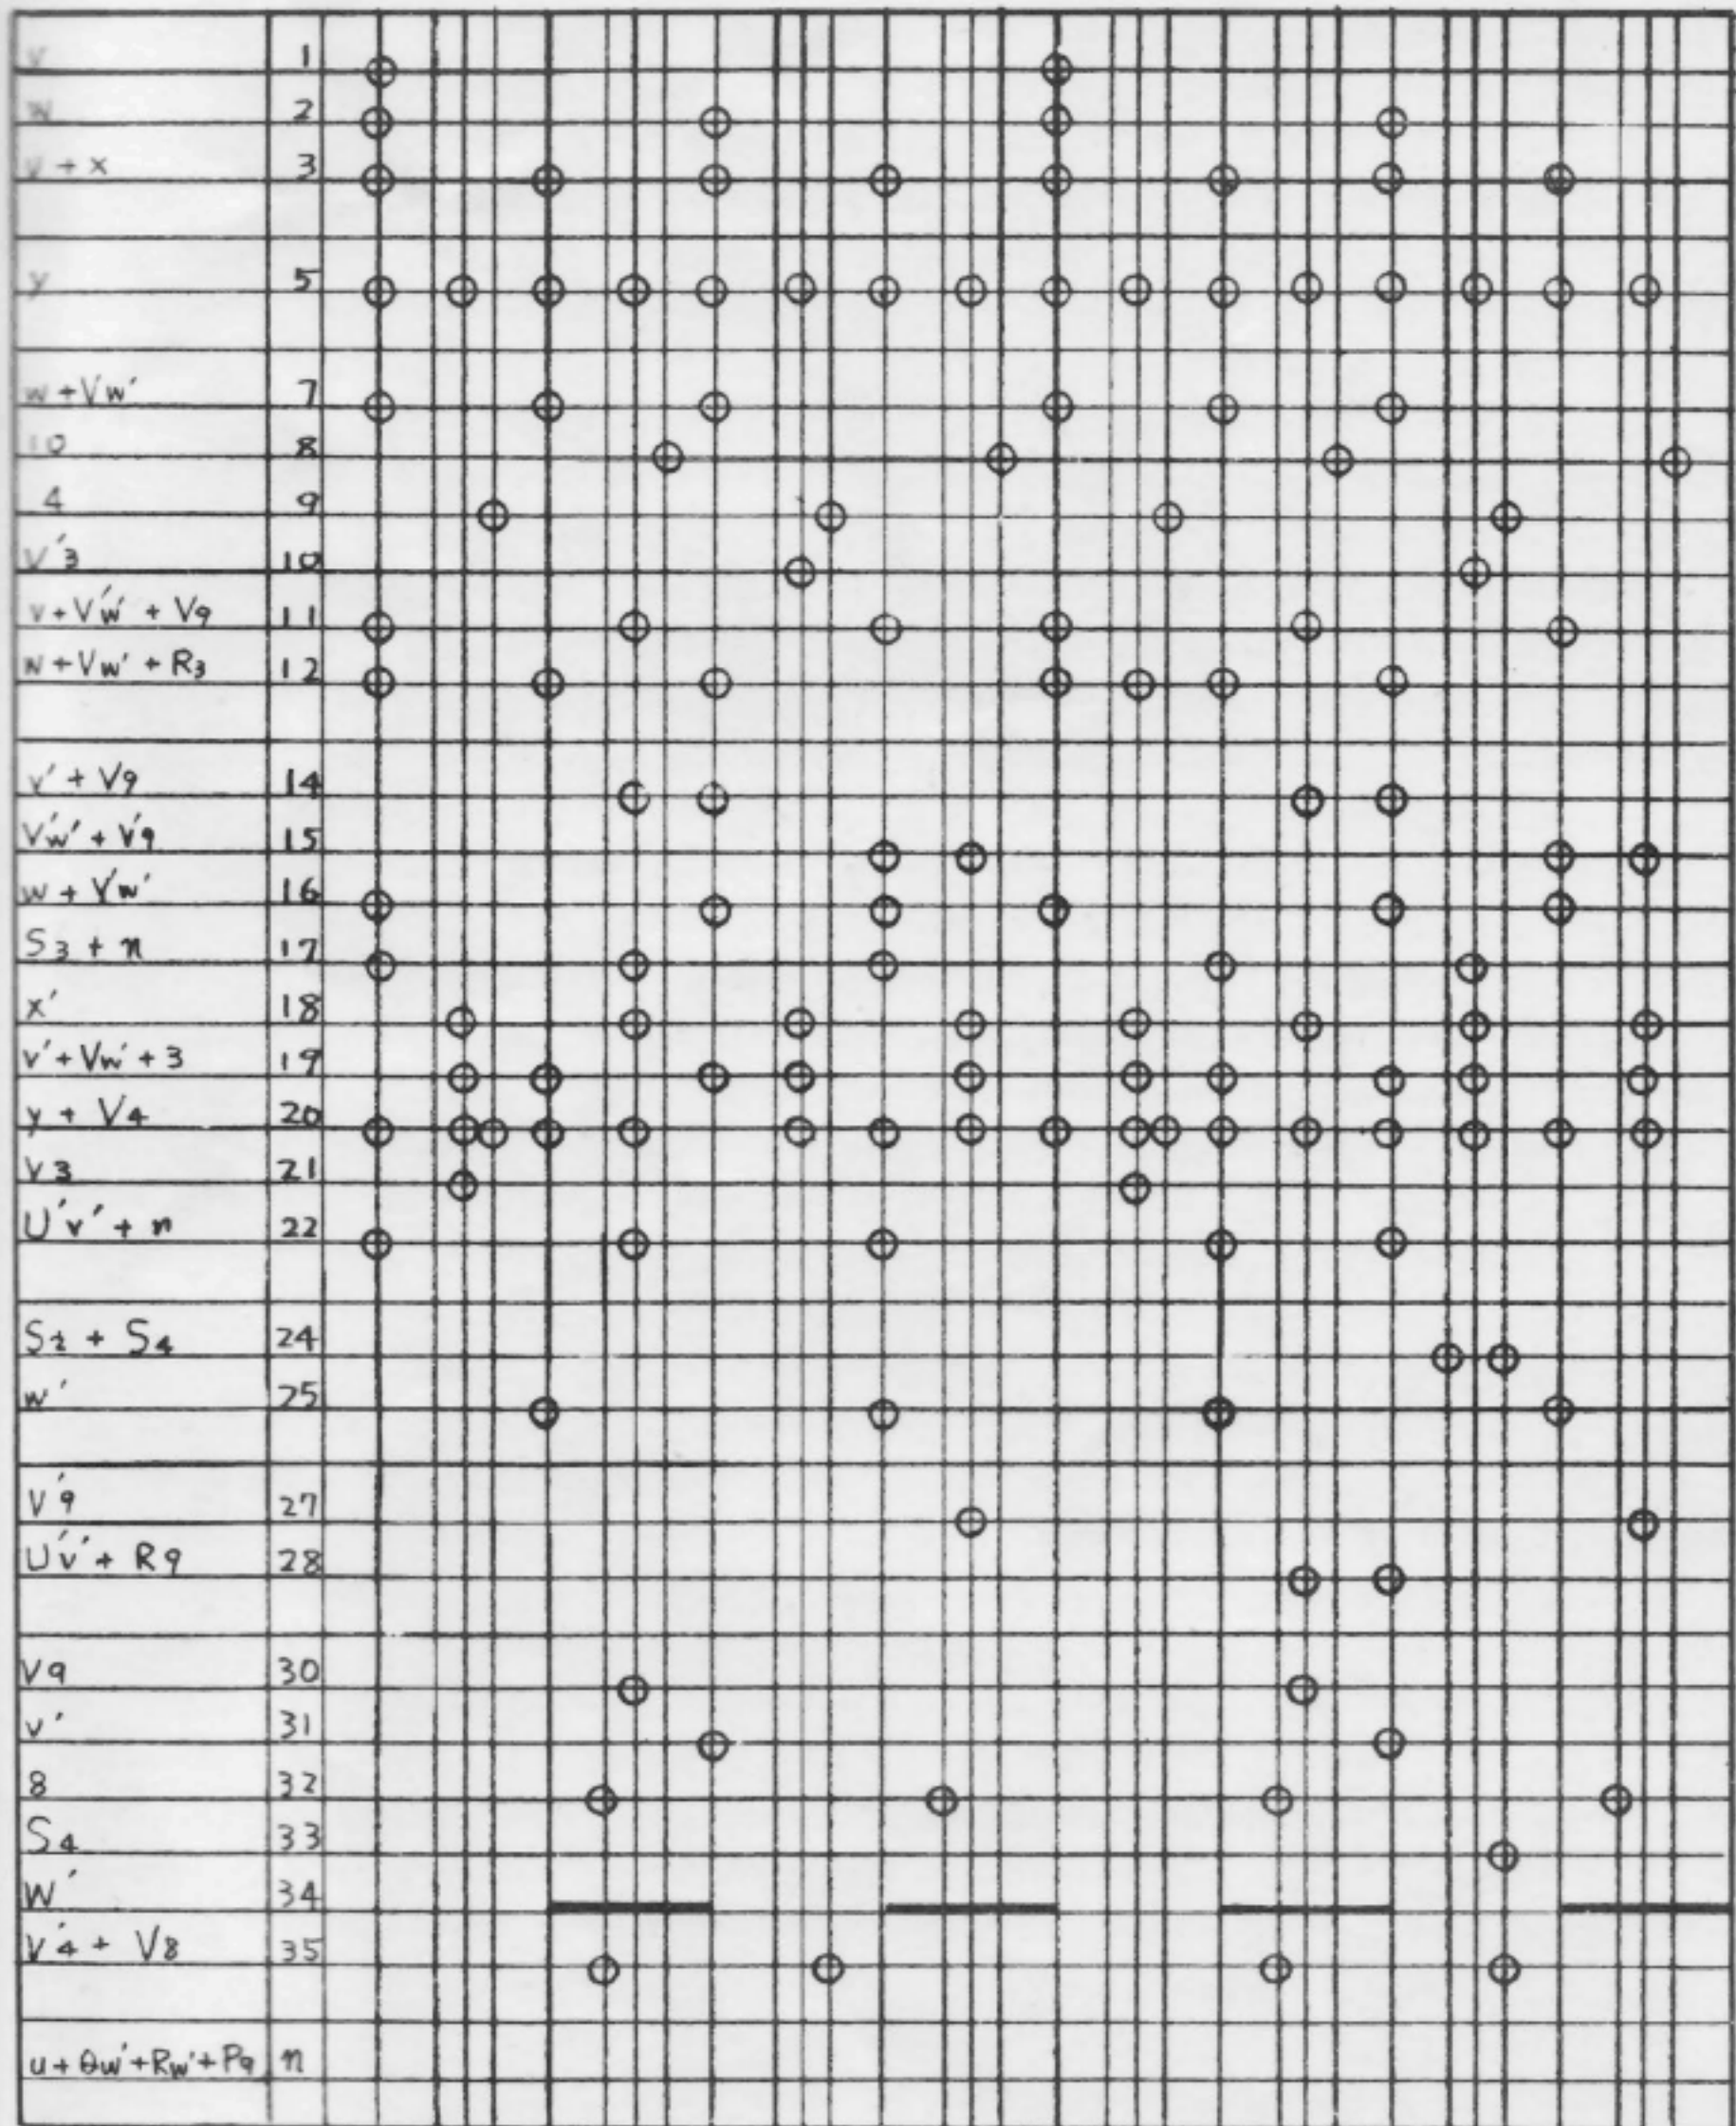 v 1
w 2
v + x 3
y 5
w + Vw' 7
10 8
4 9
V'3 10
v + V'w' + V9 11
w + Vw' + R3 12
v' + V9 14
V'w' + V'9 15
w + V'w' 16
S3 + n 17
x' 18
v' + Vw' + 3 19
y + V4 20
V3 21
U'v' + n 22
S2 + S4 24
w' 25
V'9 27
U'v' + R9 28
V9 30
v' 31
8 32
S4 33
W' 34
V'4 + V8 35
u + Qw' + Rw' + P9 n